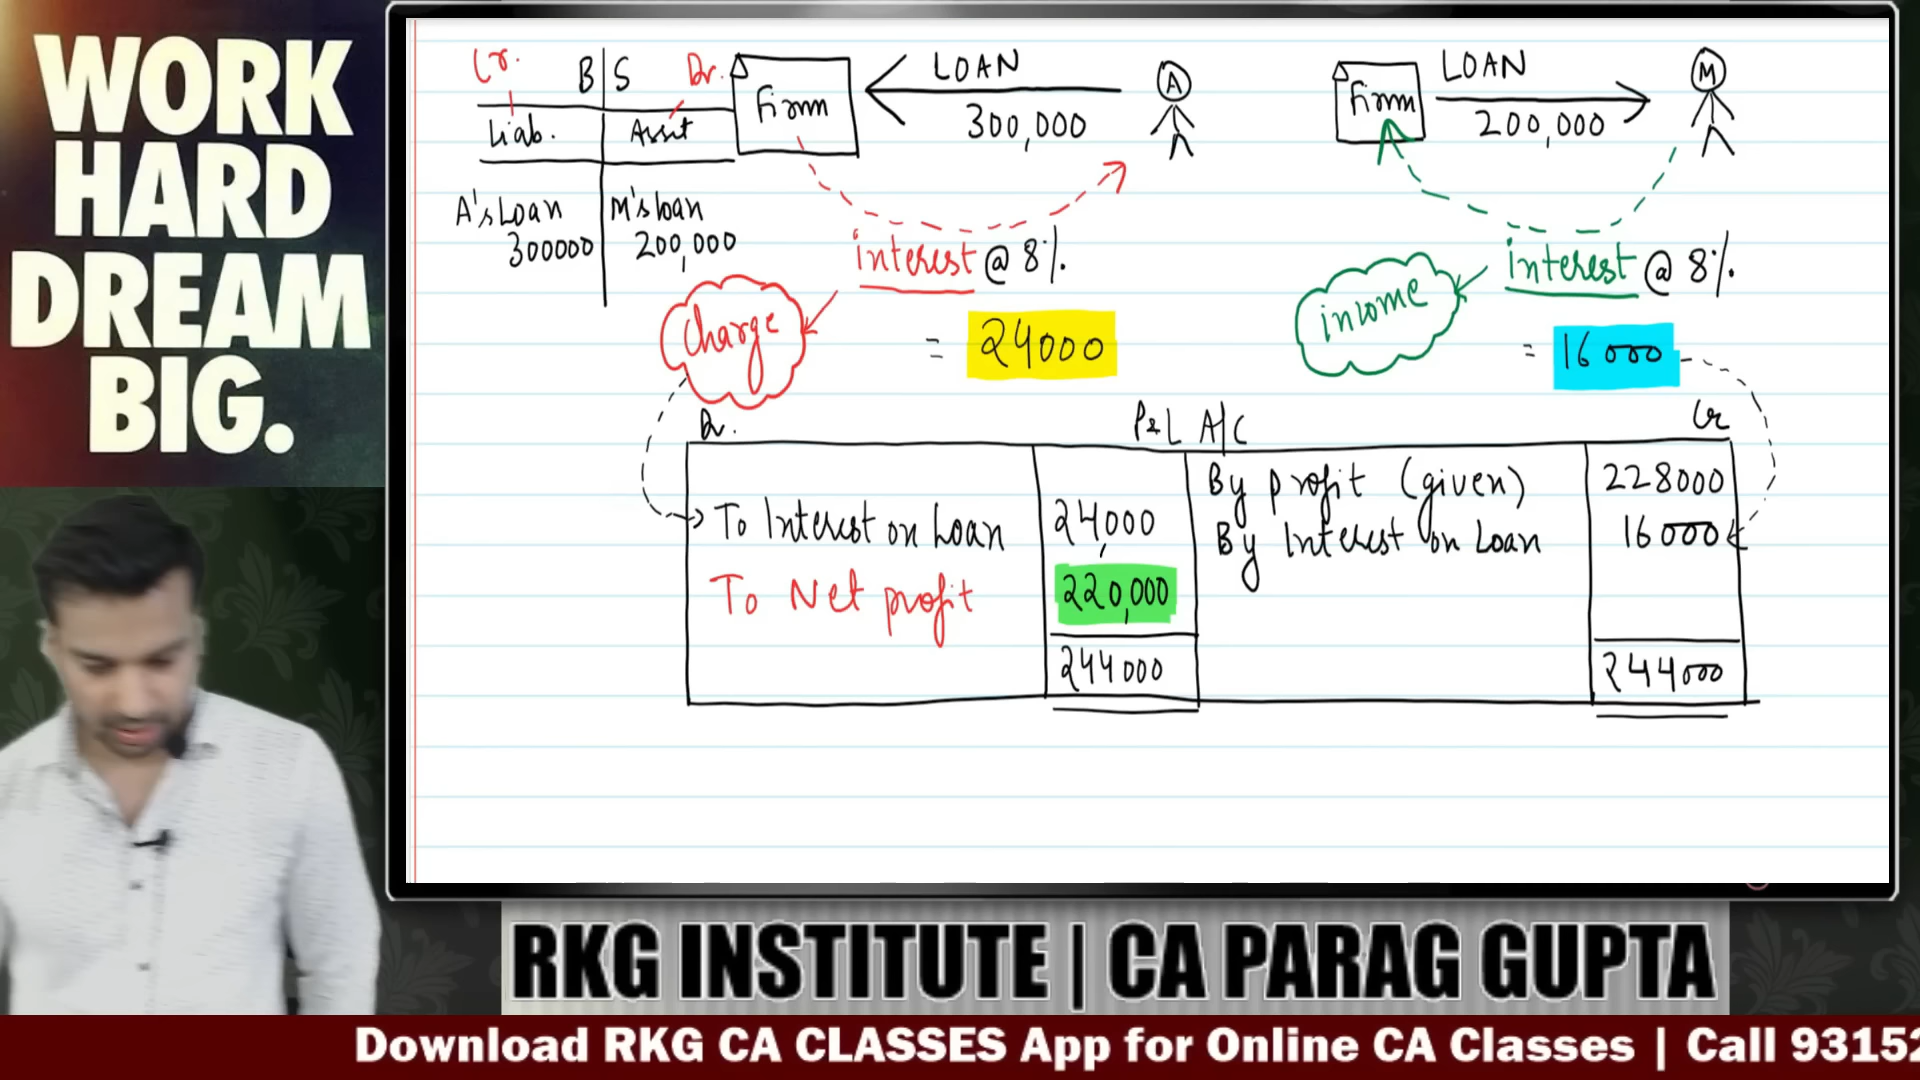 WORK
HARD
DREAM
BIG.
Cr.
B S
Dr.
Liab.
Asset
A's Loan
300000
M's loan
200,000
Firm
LOAN
300,000
A
interest @ 8%.
Charge
= 24000
Firm
LOAN
200,000
M
interest @ 8%.
income
= 16000
Dr.
P&L A/C
Cr
By profit (given) 228000
To Interest on Loan 24,000
By Interest on Loan 16000
To Net profit 220,000
244000
244000
RKG INSTITUTE | CA PARAG GUPTA
Download RKG CA CLASSES App for Online CA Classes | Call 93152